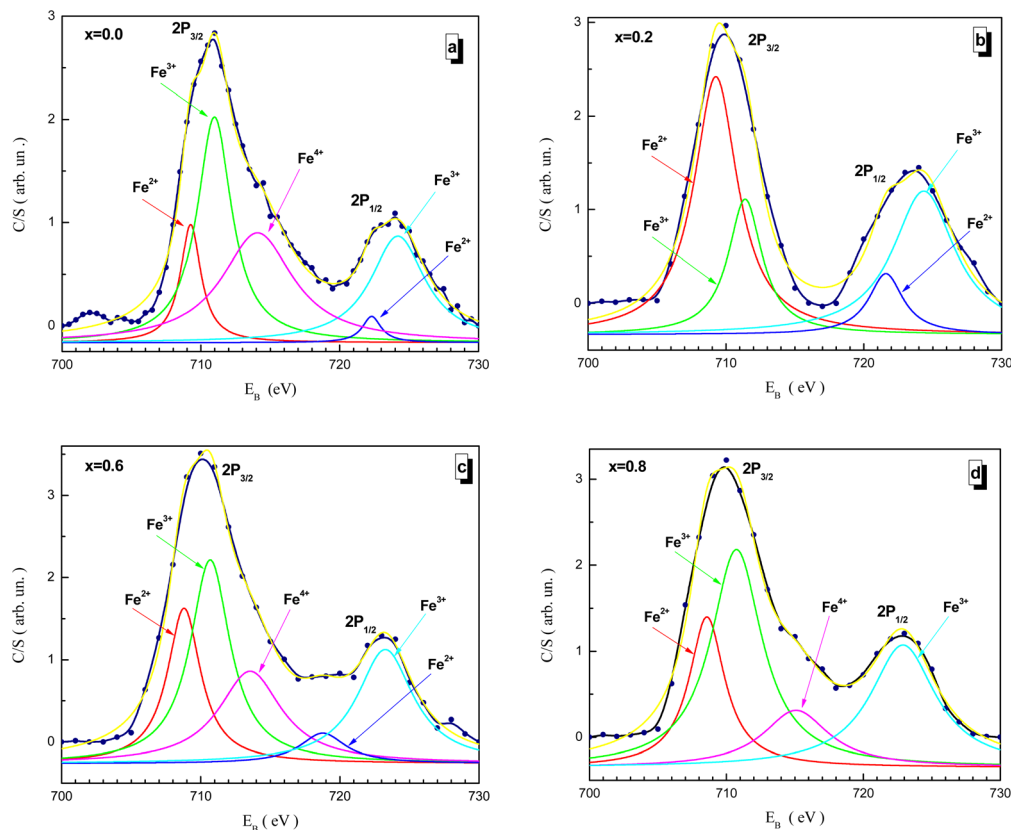 x=0.0
2P3/2
a
Fe3+
Fe4+
Fe2+
Fe3+
2P1/2
Fe2+
C/S ( arb. un. )
3
2
1
0
700 710 720 730
EB (eV)
x=0.2
b
2P3/2
Fe2+
Fe3+
2P1/2
Fe3+
Fe2+
C/S ( arb. un. )
3
2
1
0
700 710 720 730
EB ( eV )
x=0.6
c
2P3/2
Fe3+
Fe2+
Fe4+
2P1/2
Fe3+
Fe2+
C/S ( arb. un. )
3
2
1
0
700 710 720 730
EB ( eV )
x=0.8
d
2P3/2
Fe3+
Fe2+
Fe4+
2P1/2
Fe3+
C/S ( arb. un. )
3
2
1
0
700 710 720 730
EB ( eV )